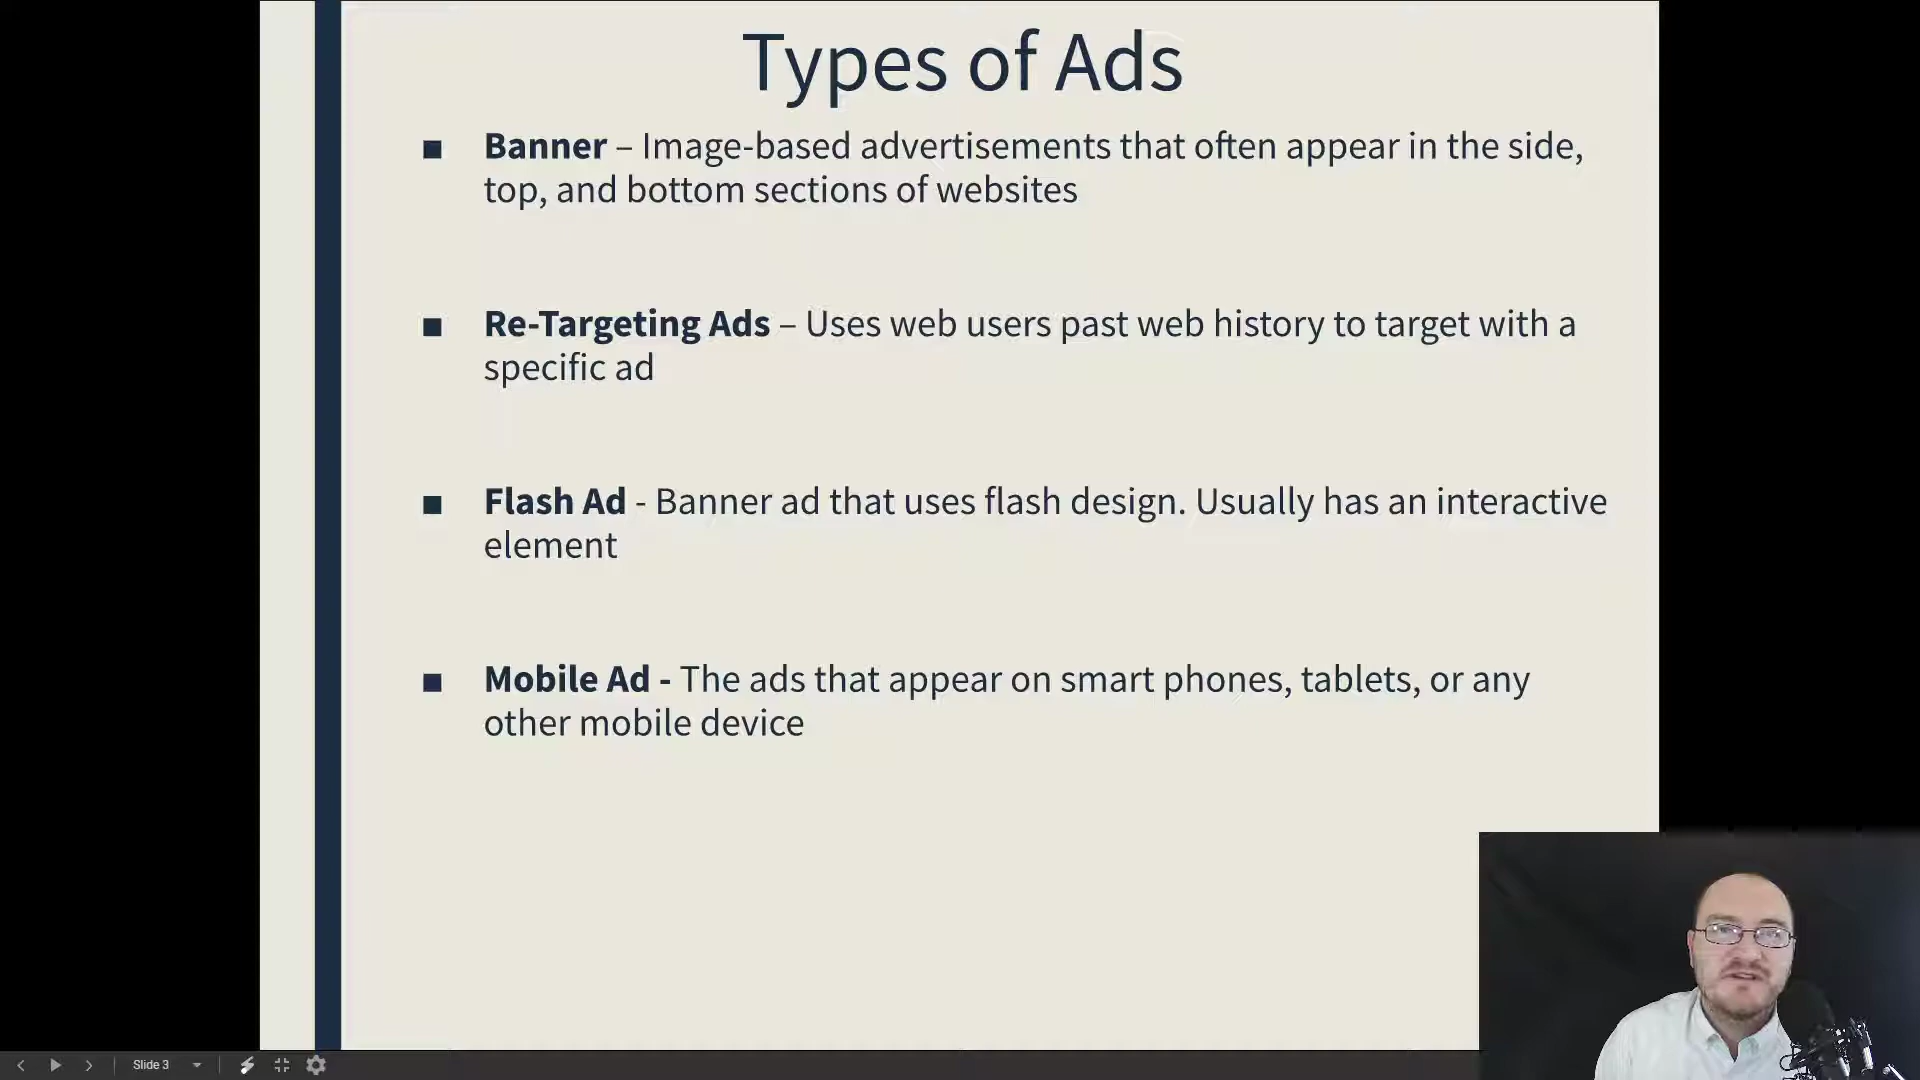 Types of Ads
■ Banner – Image-based advertisements that often appear in the side,
top, and bottom sections of websites
■ Re-Targeting Ads – Uses web users past web history to target with a
specific ad
■ Flash Ad - Banner ad that uses flash design. Usually has an interactive
element
■ Mobile Ad - The ads that appear on smart phones, tablets, or any
other mobile device
Slide 3